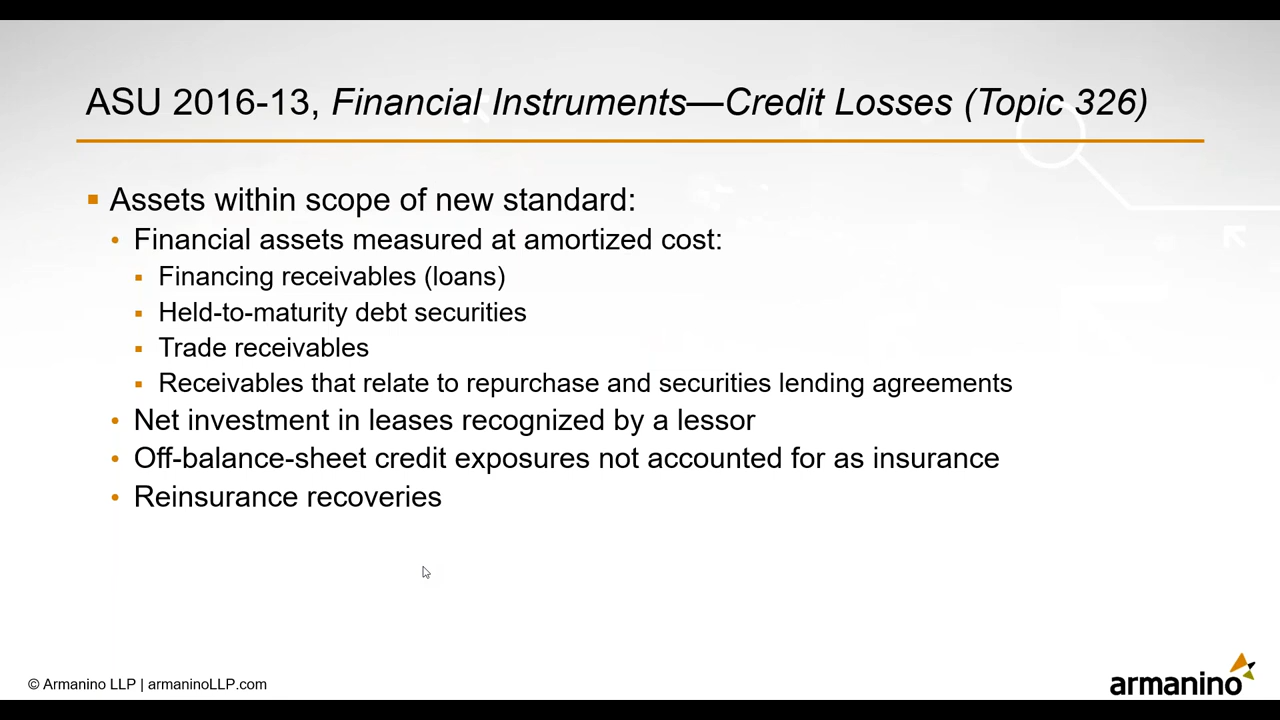 ASU 2016-13, Financial Instruments—Credit Losses (Topic 326)
Assets within scope of new standard:
Financial assets measured at amortized cost:
Financing receivables (loans)
Held-to-maturity debt securities
Trade receivables
Receivables that relate to repurchase and securities lending agreements
Net investment in leases recognized by a lessor
Off-balance-sheet credit exposures not accounted for as insurance
Reinsurance recoveries
© Armanino LLP | armaninoLLP.com
armanino